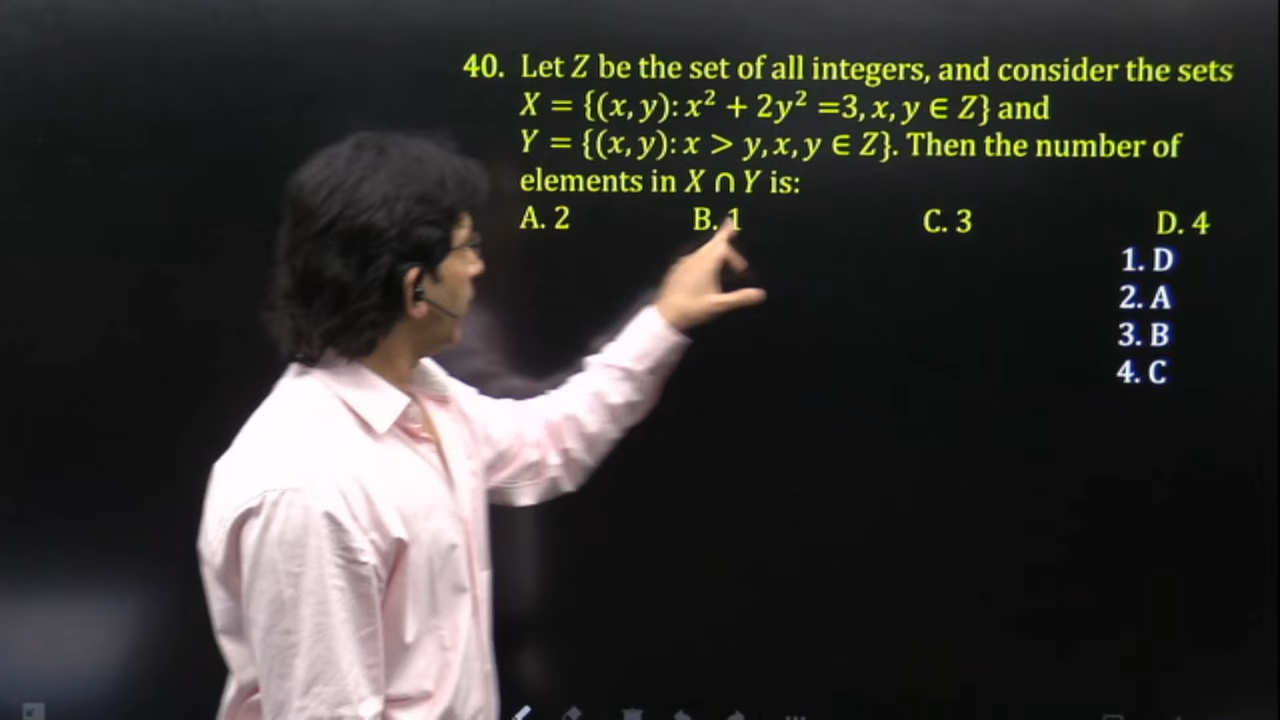 40. Let Z be the set of all integers, and consider the sets
X = {(x, y): x² + 2y² =3, x, y ∈ Z} and
Y = {(x, y): x > y, x, y ∈ Z}. Then the number of
elements in X ∩ Y is:
A. 2 B. 1 C. 3 D. 4
1. D
2. A
3. B
4. C